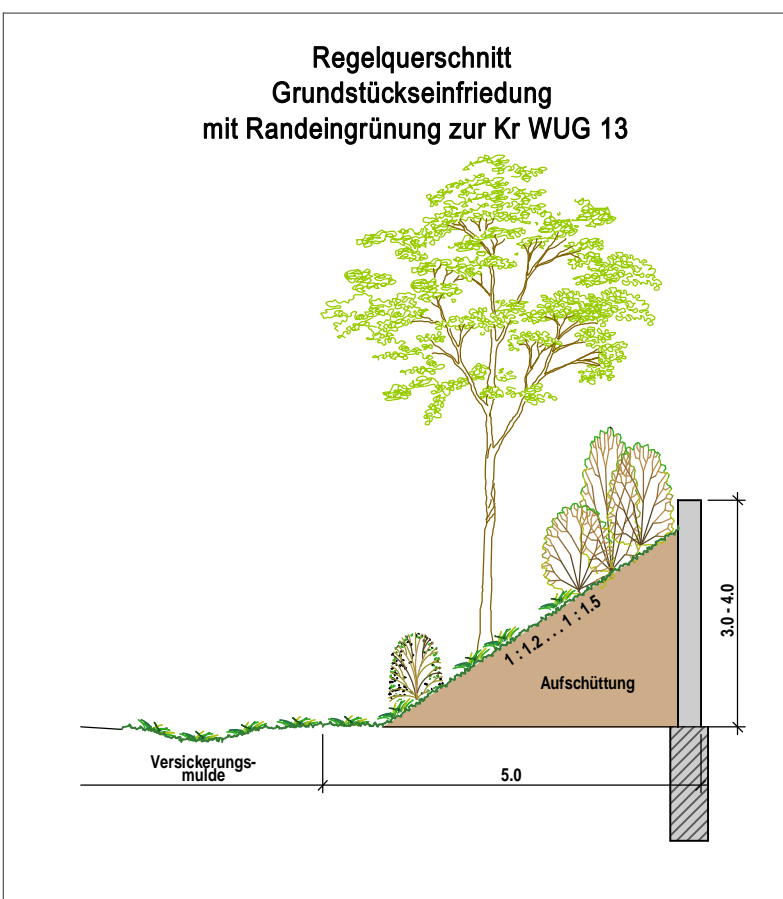 Regelquerschnitt
Grundstückseinfriedung
mit Randeingrünung zur Kr WUG 13
3.0 - 4.0
1 : 1.2 . . . 1 : 1.5
Aufschüttung
Versickerungs-
mulde
5.0